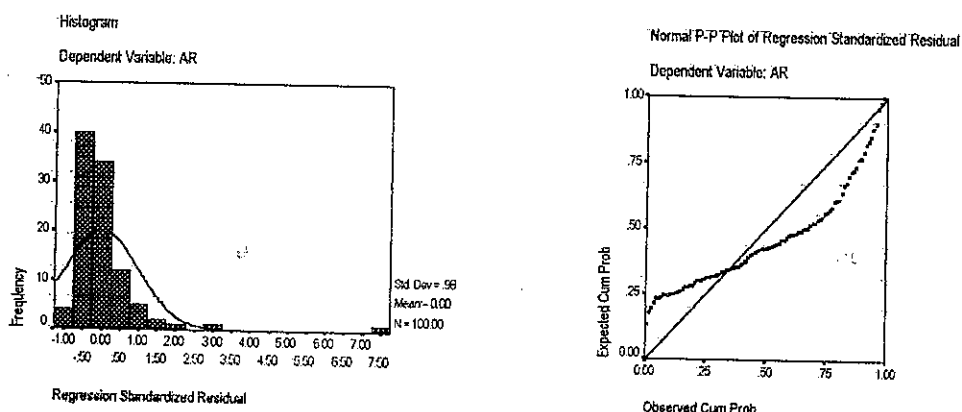 Histogram
Dependent Variable: AR
50
40
30
20
10
0
Frequency
-1.00 0.00 1.00 2.00 3.00 4.00 5.00 6.00 7.00
-.50 .50 1.50 2.50 3.50 4.50 5.50 6.50 7.50
Std. Dev = .98
Mean = 0.00
N = 100.00
Regression Standardized Residual
Normal P-P Plot of Regression Standardized Residual
Dependent Variable: AR
1.00
.75
.50
.25
0.00
Expected Cum Prob
0.00 .25 .50 .75 1.00
Observed Cum Prob